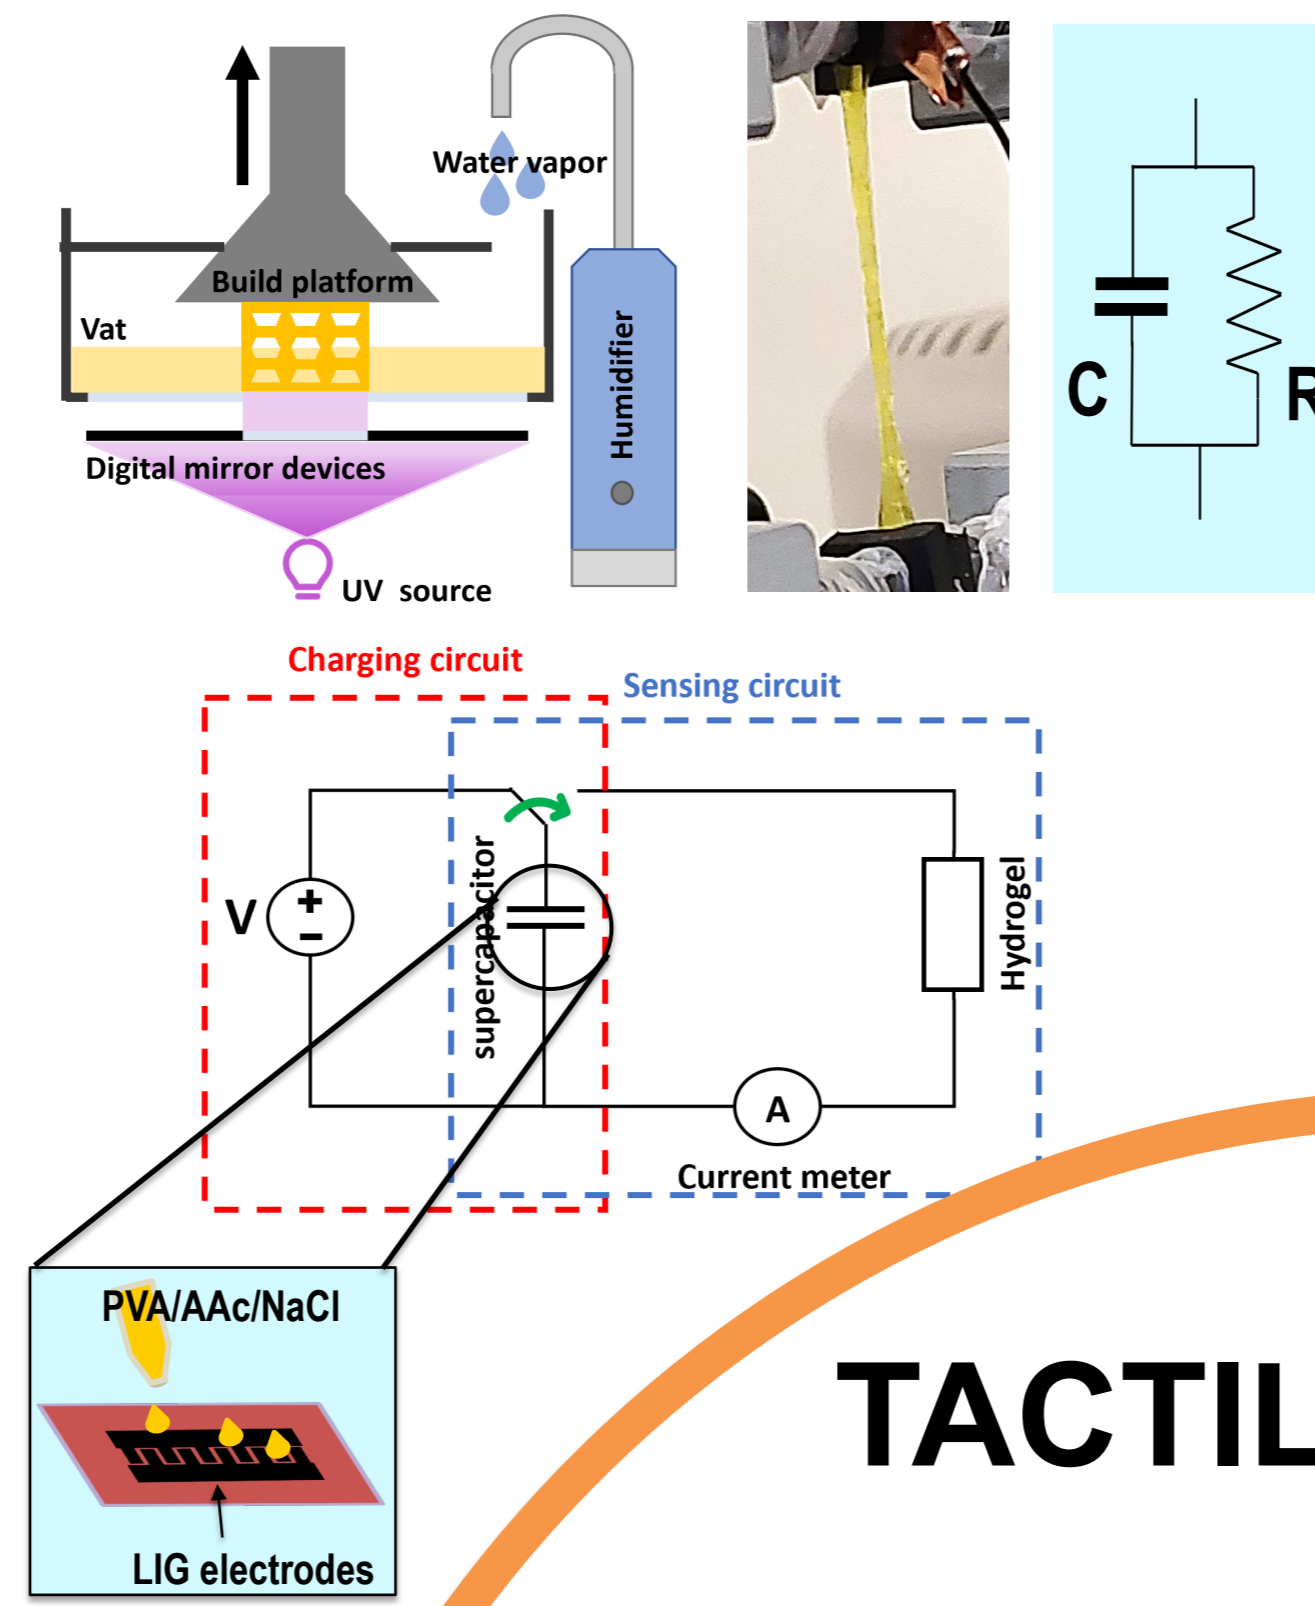 Water vapor
Build platform
Vat
Humidifier
Digital mirror devices
UV source
C
R
Charging circuit
Sensing circuit
V
supercapacitor
Hydrogel
A
Current meter
PVA/AAc/NaCl
LIG electrodes
TACTIL